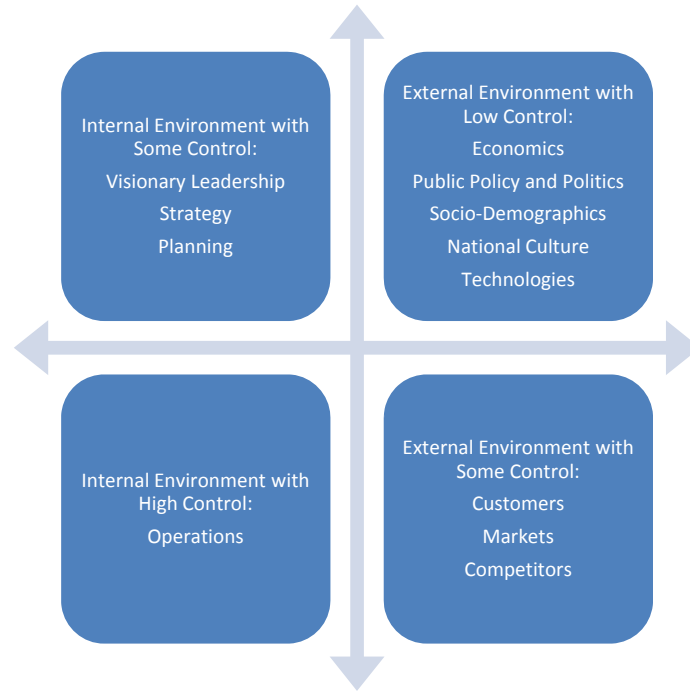 Internal Environment with
Some Control:
Visionary Leadership
Strategy
Planning
External Environment with
Low Control:
Economics
Public Policy and Politics
Socio-Demographics
National Culture
Technologies
Internal Environment with
High Control:
Operations
External Environment with
Some Control:
Customers
Markets
Competitors